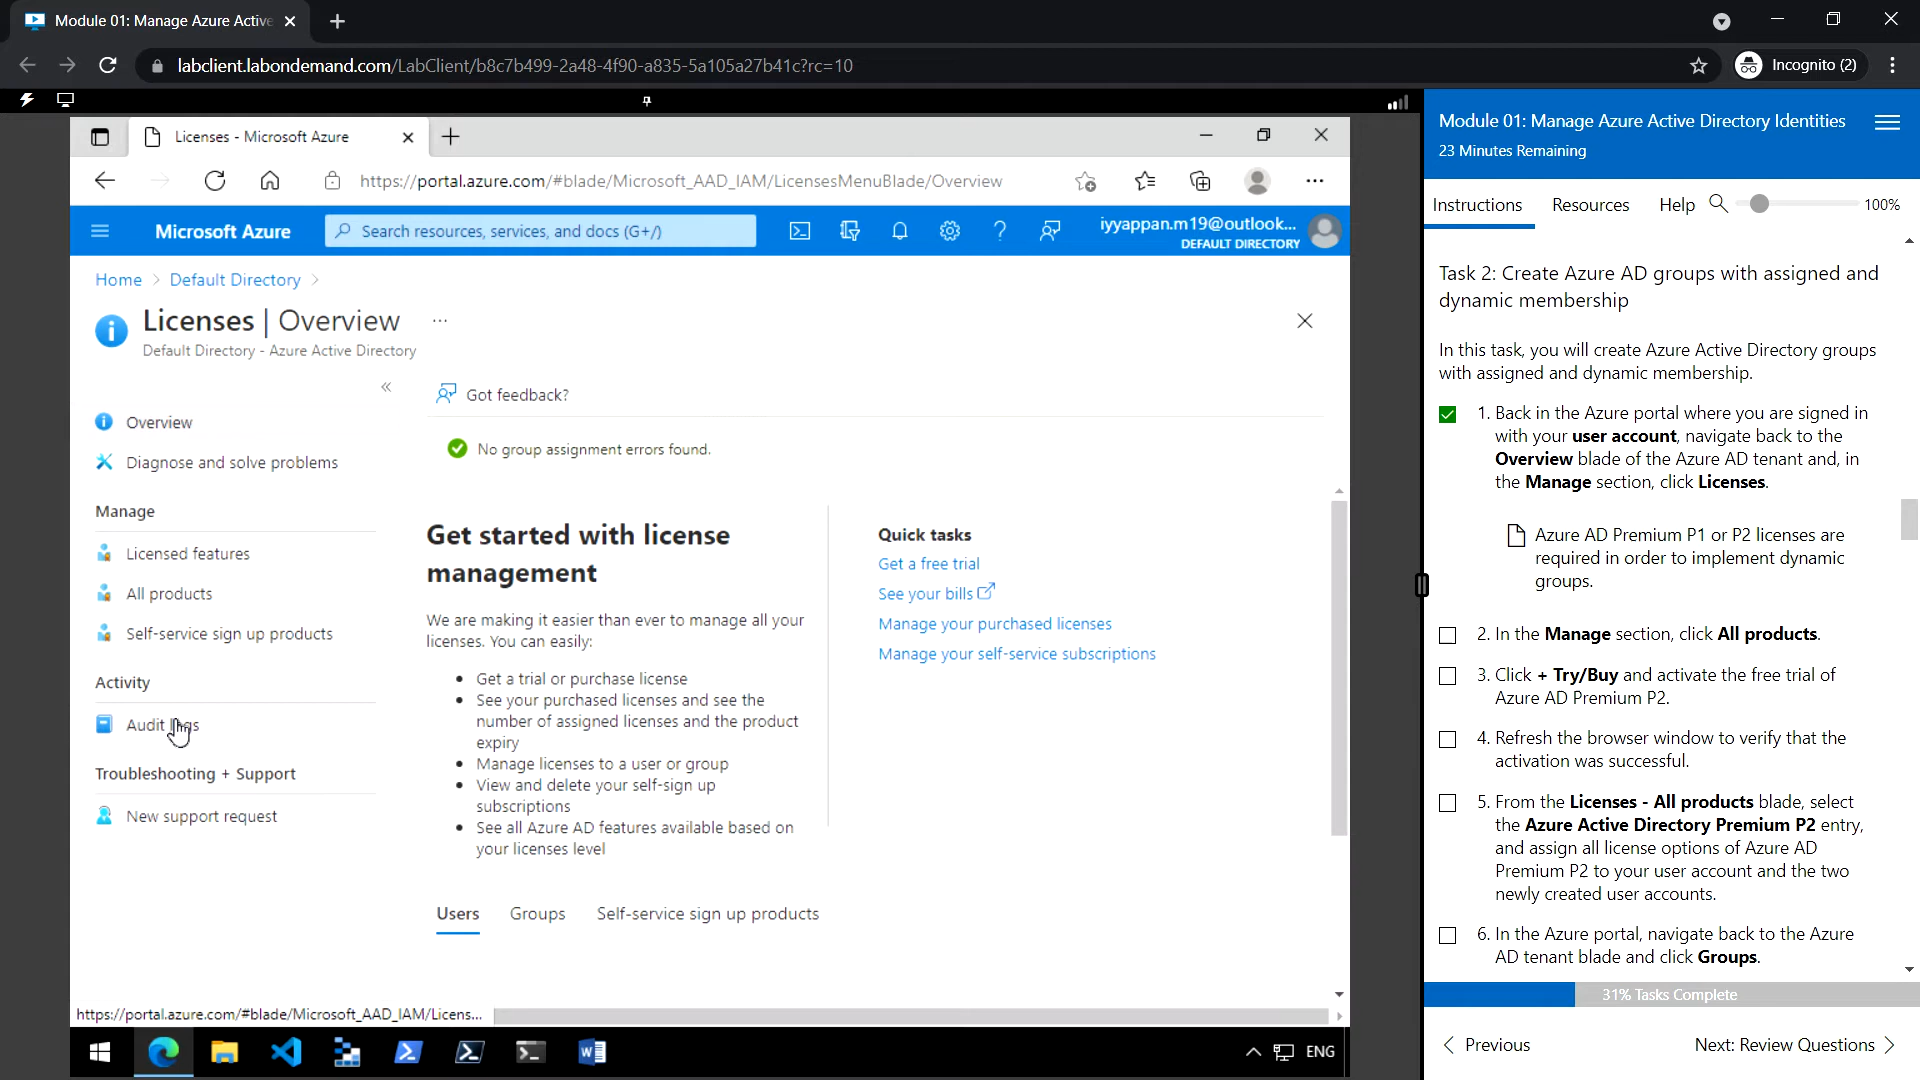 Module 01: Manage Azure Active
labclient.labondemand.com/LabClient/b8c7b499-2a48-4f90-a835-5a105a27b41c?rc=10
Incognito (2)
Licenses - Microsoft Azure
https://portal.azure.com/#blade/Microsoft_AAD_IAM/LicensesMenuBlade/Overview
Microsoft Azure
Search resources, services, and docs (G+/)
iyyappan.m19@outlook...
DEFAULT DIRECTORY
Home > Default Directory >
Licenses | Overview ...
Default Directory - Azure Active Directory
«
Overview
Diagnose and solve problems
Manage
Licensed features
All products
Self-service sign up products
Activity
Audit logs
Troubleshooting + Support
New support request
Got feedback?
No group assignment errors found.
Get started with license
management
We are making it easier than ever to manage all your
licenses. You can easily:
• Get a trial or purchase license
• See your purchased licenses and see the
number of assigned licenses and the product
expiry
• Manage licenses to a user or group
• View and delete your self-sign up
subscriptions
• See all Azure AD features available based on
your licenses level
Quick tasks
Get a free trial
See your bills
Manage your purchased licenses
Manage your self-service subscriptions
Users Groups Self-service sign up products
https://portal.azure.com/#blade/Microsoft_AAD_IAM/Licens...
ENG
Module 01: Manage Azure Active Directory Identities
23 Minutes Remaining
Instructions Resources Help 100%
Task 2: Create Azure AD groups with assigned and
dynamic membership
In this task, you will create Azure Active Directory groups
with assigned and dynamic membership.
1. Back in the Azure portal where you are signed in
with your user account, navigate back to the
Overview blade of the Azure AD tenant and, in
the Manage section, click Licenses.
Azure AD Premium P1 or P2 licenses are
required in order to implement dynamic
groups.
2. In the Manage section, click All products.
3. Click + Try/Buy and activate the free trial of
Azure AD Premium P2.
4. Refresh the browser window to verify that the
activation was successful.
5. From the Licenses - All products blade, select
the Azure Active Directory Premium P2 entry,
and assign all license options of Azure AD
Premium P2 to your user account and the two
newly created user accounts.
6. In the Azure portal, navigate back to the Azure
AD tenant blade and click Groups.
31% Tasks Complete
< Previous
Next: Review Questions >